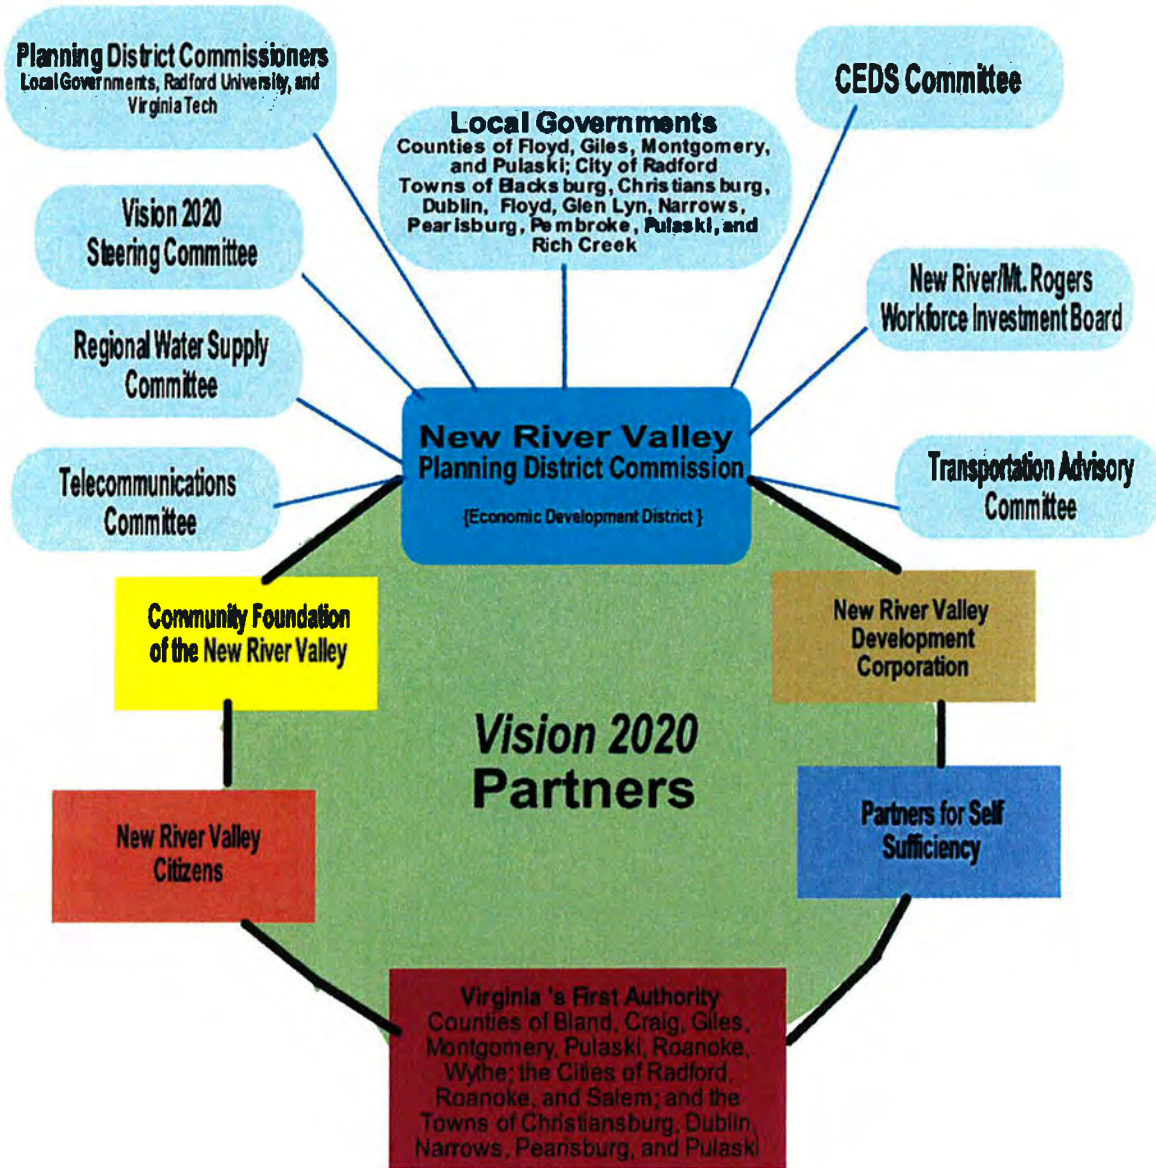 Planning District Commissioners
Local Governments, Radford University, and
Virginia Tech
CEDS Committee
Local Governments
Counties of Floyd, Giles, Montgomery,
and Pulaski; City of Radford
Towns of Blacksburg, Christiansburg,
Dublin, Floyd, Glen Lyn, Narrows,
Pearisburg, Pembroke, Pulaski, and
Rich Creek
Vision 2020
Steering Committee
New River/Mt. Rogers
Workforce Investment Board
Regional Water Supply
Committee
New River Valley
Planning District Commission
{Economic Development District }
Telecommunications
Committee
Transportation Advisory
Committee
Community Foundation
of the New River Valley
New River Valley
Development
Corporation
Vision 2020
Partners
New River Valley
Citizens
Partners for Self
Sufficiency
Virginia 's First Authority
Counties of Bland, Craig, Giles,
Montgomery, Pulaski, Roanoke,
Wythe; the Cities of Radford,
Roanoke, and Salem; and the
Towns of Christiansburg, Dublin,
Narrows, Pearisburg, and Pulaski